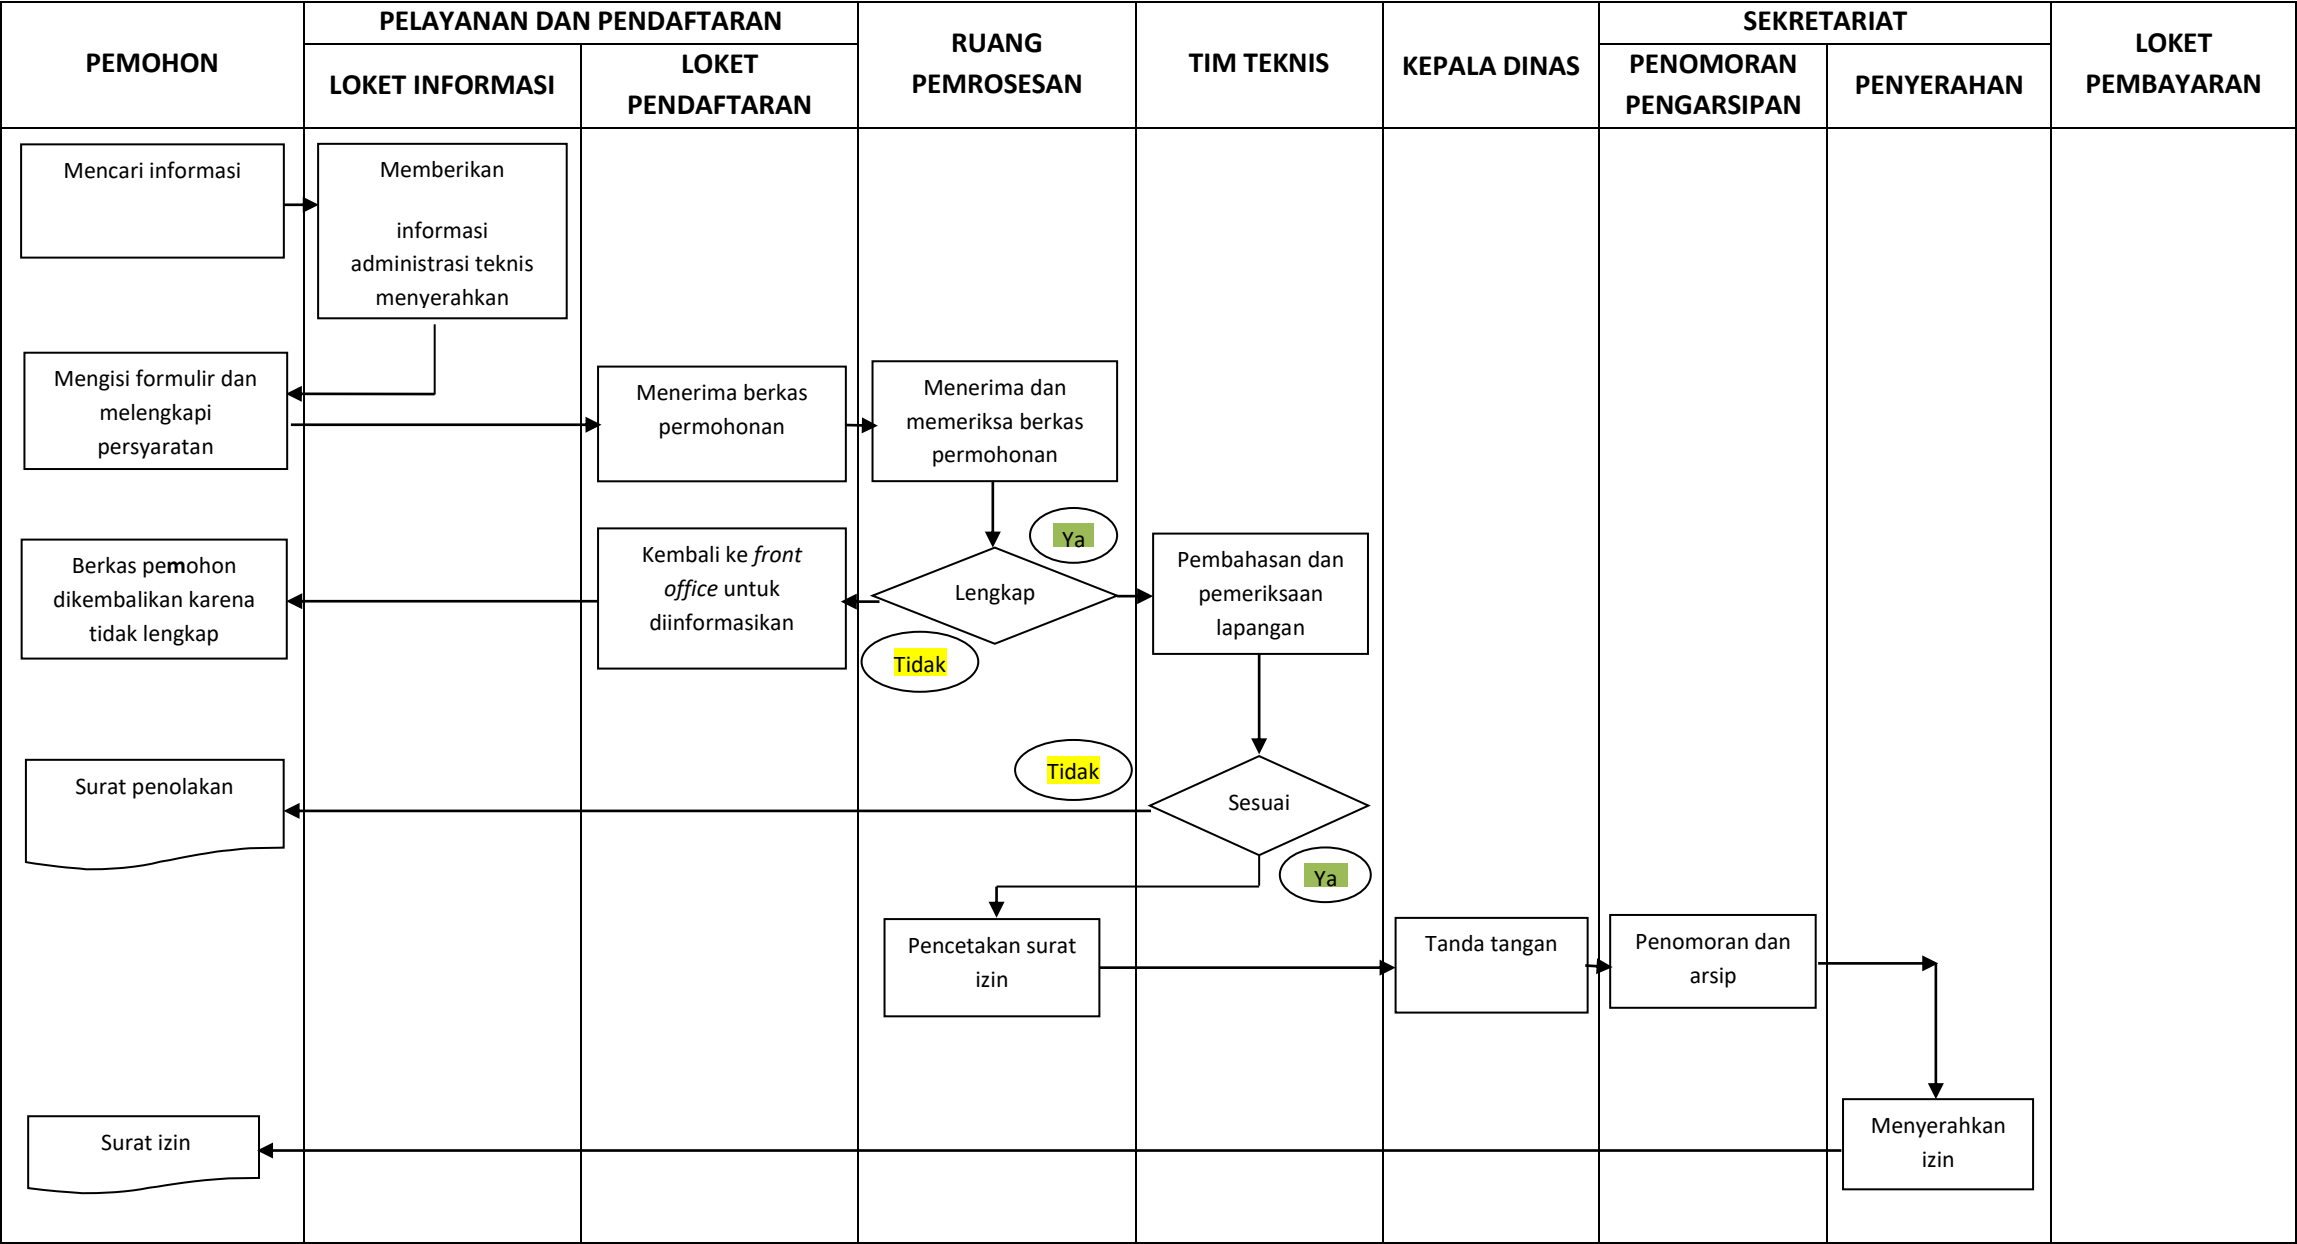 PEMOHON
PELAYANAN DAN PENDAFTARAN
LOKET INFORMASI
LOKET
PENDAFTARAN
RUANG
PEMROSESAN
TIM TEKNIS
KEPALA DINAS
SEKRETARIAT
PENOMORAN
PENGARSIPAN
PENYERAHAN
LOKET
PEMBAYARAN
Mencari informasi
Memberikan
informasi
administrasi teknis
menyerahkan
Mengisi formulir dan
melengkapi
persyaratan
Menerima berkas
permohonan
Menerima dan
memeriksa berkas
permohonan
Berkas pemohon
dikembalikan karena
tidak lengkap
Kembali ke front
office untuk
diinformasikan
Lengkap
Ya
Tidak
Pembahasan dan
pemeriksaan
lapangan
Surat penolakan
Tidak
Sesuai
Ya
Pencetakan surat
izin
Tanda tangan
Penomoran dan
arsip
Surat izin
Menyerahkan
izin